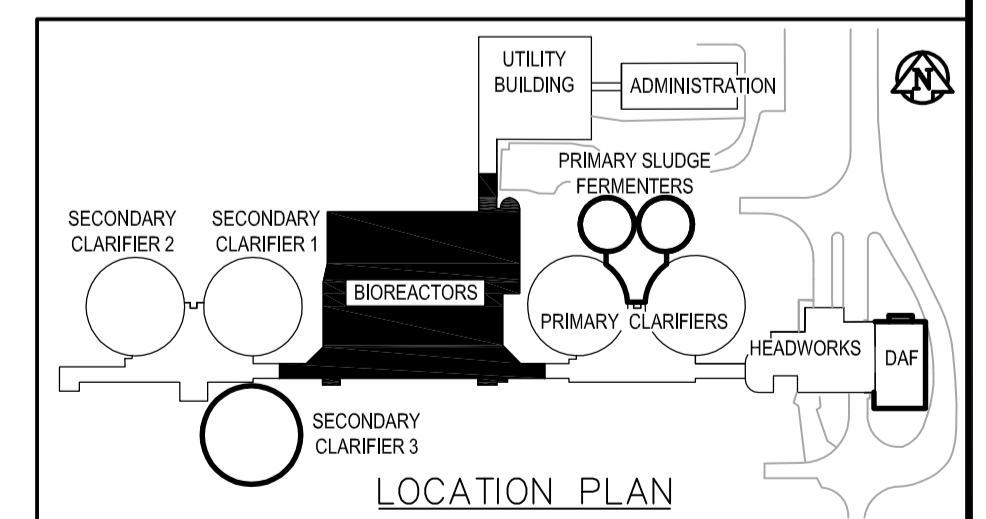 UTILITY
BUILDING
ADMINISTRATION
N
PRIMARY SLUDGE
FERMENTERS
SECONDARY
CLARIFIER 2
SECONDARY
CLARIFIER 1
BIOREACTORS
PRIMARY CLARIFIERS
HEADWORKS
DAF
SECONDARY
CLARIFIER 3
LOCATION PLAN